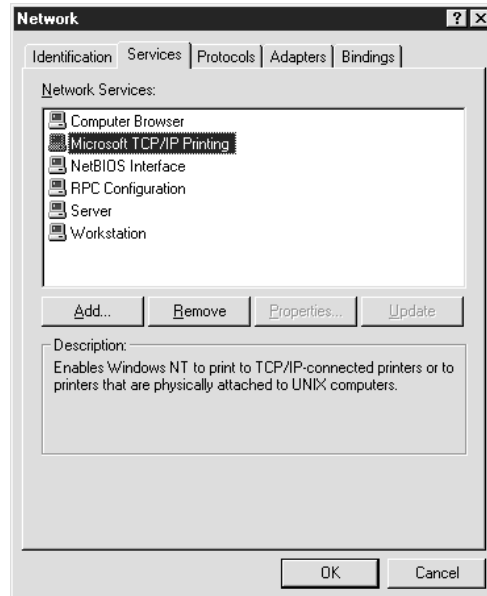 Network
Identification Services Protocols Adapters Bindings
Network Services:
Computer Browser
Microsoft TCP/IP Printing
NetBIOS Interface
RPC Configuration
Server
Workstation
Add... Remove Properties... Update
Description:
Enables Windows NT to print to TCP/IP-connected printers or to
printers that are physically attached to UNIX computers.
OK Cancel